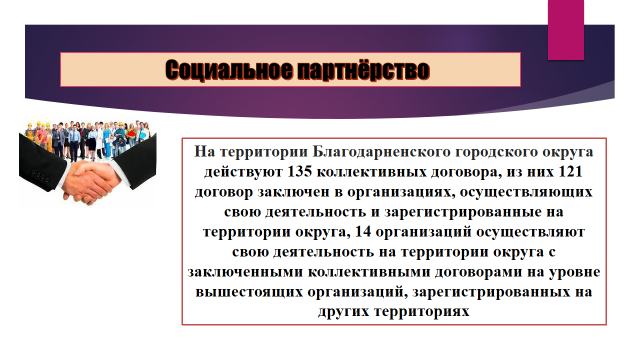 Социальное партнёрство
На территории Благодарненского городского округа
действуют 135 коллективных договора, из них 121
договор заключен в организациях, осуществляющих
свою деятельность и зарегистрированные на
территории округа, 14 организаций осуществляют
свою деятельность на территории округа с
заключенными коллективными договорами на уровне
вышестоящих организаций, зарегистрированных на
других территориях